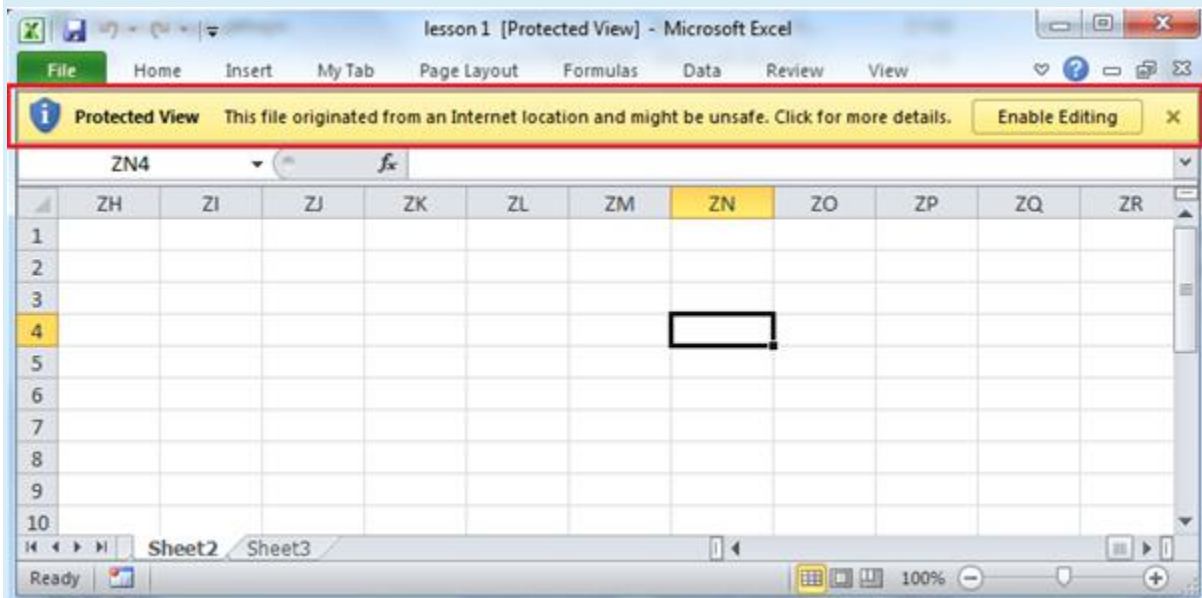 lesson 1 [Protected View] - Microsoft Excel
File Home Insert My Tab Page Layout Formulas Data Review View
Protected View This file originated from an Internet location and might be unsafe. Click for more details. Enable Editing
ZN4 fx
ZH ZI ZJ ZK ZL ZM ZN ZO ZP ZQ ZR
1
2
3
4
5
6
7
8
9
10
Sheet2 Sheet3
Ready 100%